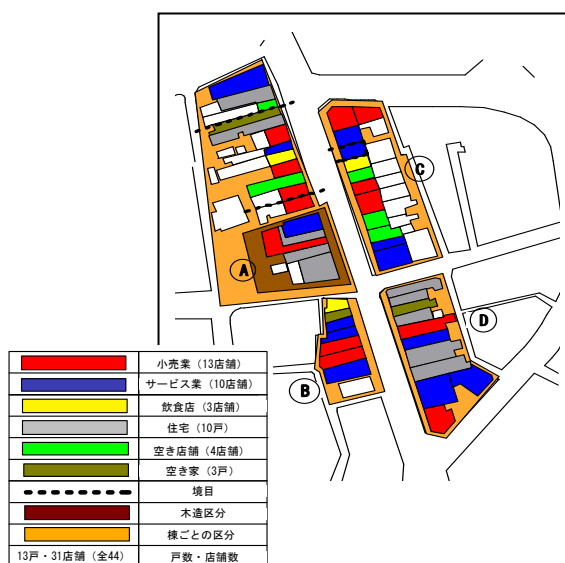 A
C
D
B
小売業(13店舗)
サービス業(10店舗)
飲食店(3店舗)
住宅(10戸)
空き店舗(4店舗)
空き家(3戸)
境目
木造区分
棟ごとの区分
13戸・31店舗(全44) 戸数・店舗数